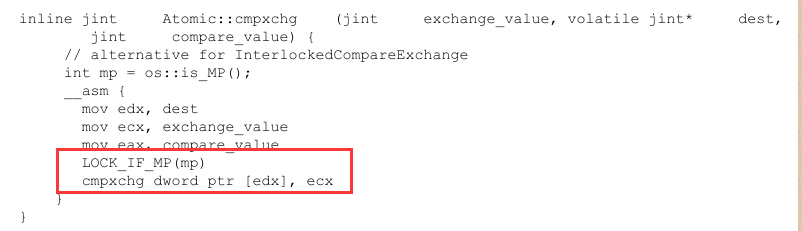 inline jint Atomic::cmpxchg (jint exchange_value, volatile jint* dest,
jint compare_value) {
// alternative for InterlockedCompareExchange
int mp = os::is_MP();
__asm {
mov edx, dest
mov ecx, exchange_value
mov eax, compare_value
LOCK_IF_MP(mp)
cmpxchg dword ptr [edx], ecx
}
}